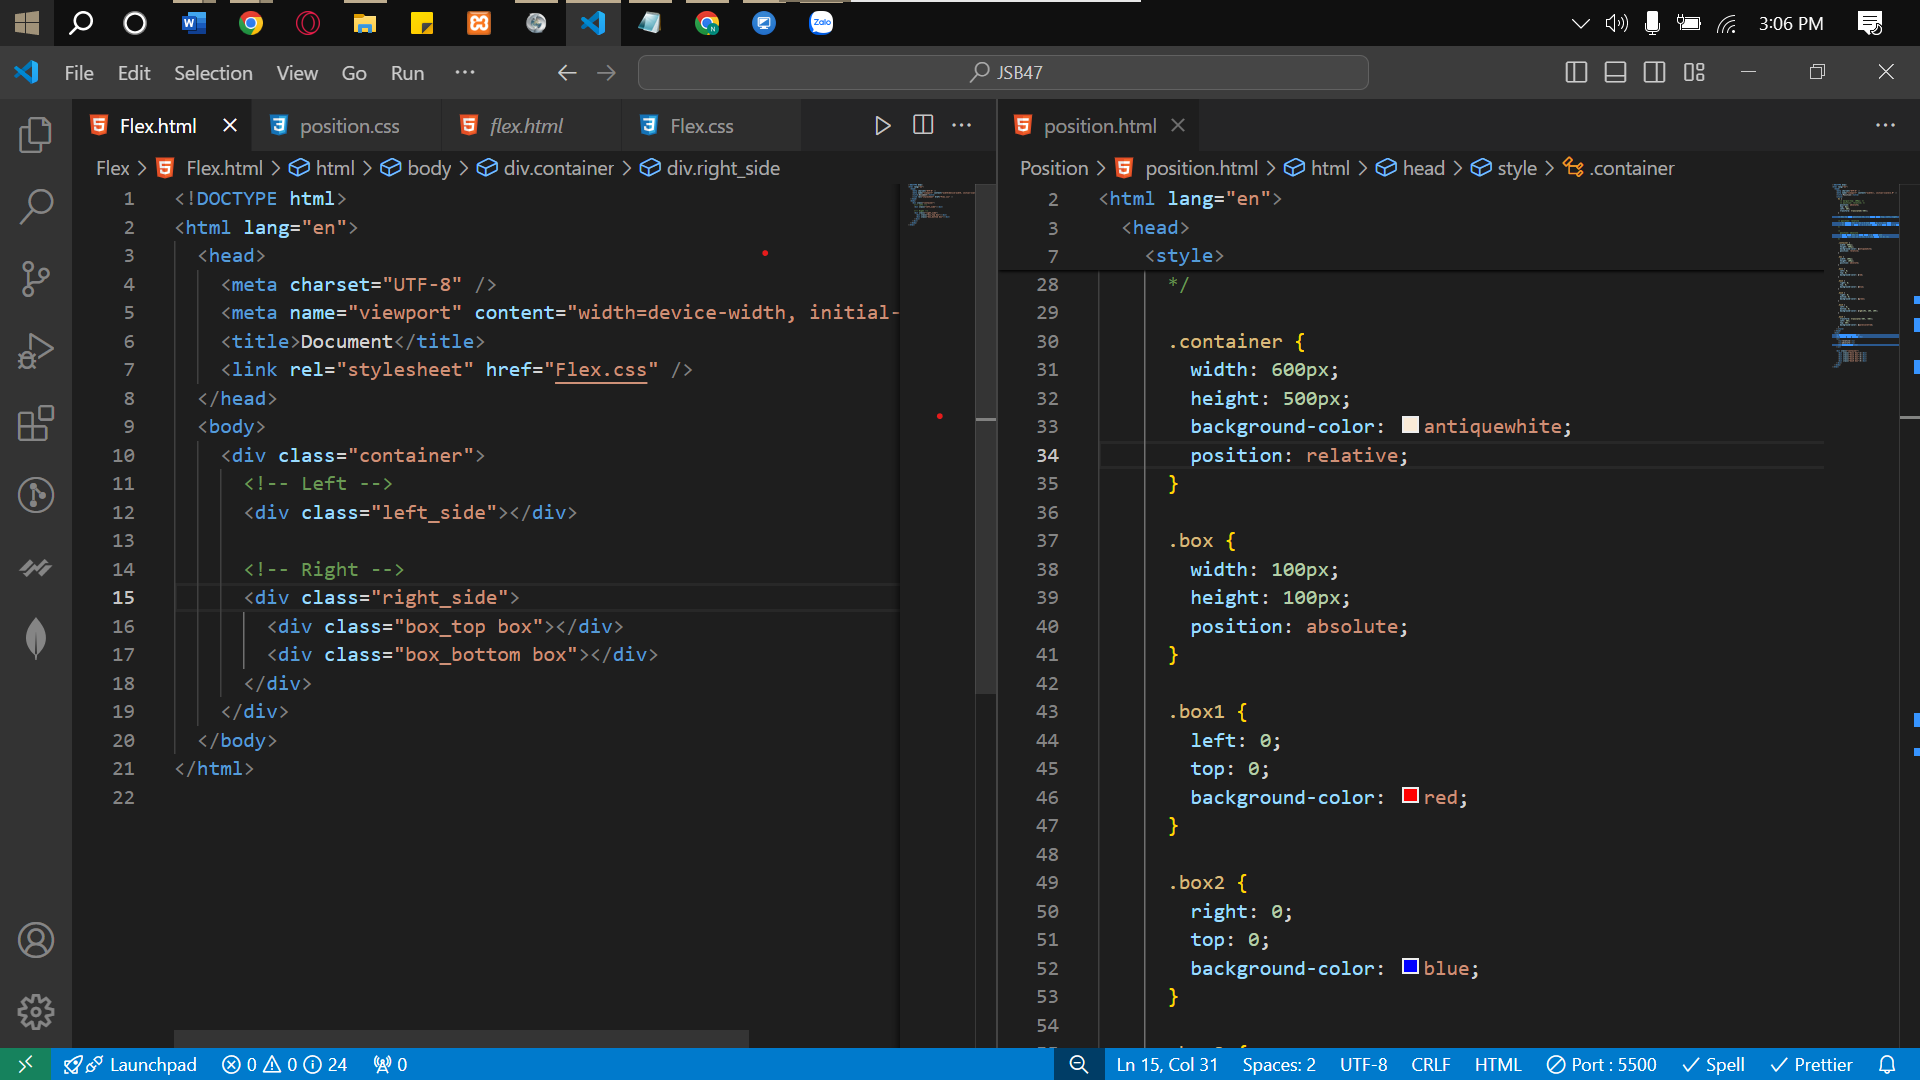 3:06 PM
File Edit Selection View Go Run ··· JSB47
Flex.html position.css flex.html Flex.css
Flex > Flex.html > html > body > div.container > div.right_side
1 <!DOCTYPE html>
2 <html lang="en">
3 <head>
4 <meta charset="UTF-8" />
5 <meta name="viewport" content="width=device-width, initial-
6 <title>Document</title>
7 <link rel="stylesheet" href="Flex.css" />
8 </head>
9 <body>
10 <div class="container">
11 <!-- Left -->
12 <div class="left_side"></div>
13
14 <!-- Right -->
15 <div class="right_side">
16 <div class="box_top box"></div>
17 <div class="box_bottom box"></div>
18 </div>
19 </div>
20 </body>
21 </html>
22
position.html
Position > position.html > html > head > style > .container
2 <html lang="en">
3 <head>
7 <style>
28 */
29
30 .container {
31 width: 600px;
32 height: 500px;
33 background-color: antiquewhite;
34 position: relative;
35 }
36
37 .box {
38 width: 100px;
39 height: 100px;
40 position: absolute;
41 }
42
43 .box1 {
44 left: 0;
45 top: 0;
46 background-color: red;
47 }
48
49 .box2 {
50 right: 0;
51 top: 0;
52 background-color: blue;
53 }
54
Launchpad 0 0 24 0 Ln 15, Col 31 Spaces: 2 UTF-8 CRLF HTML Port : 5500 Spell Prettier